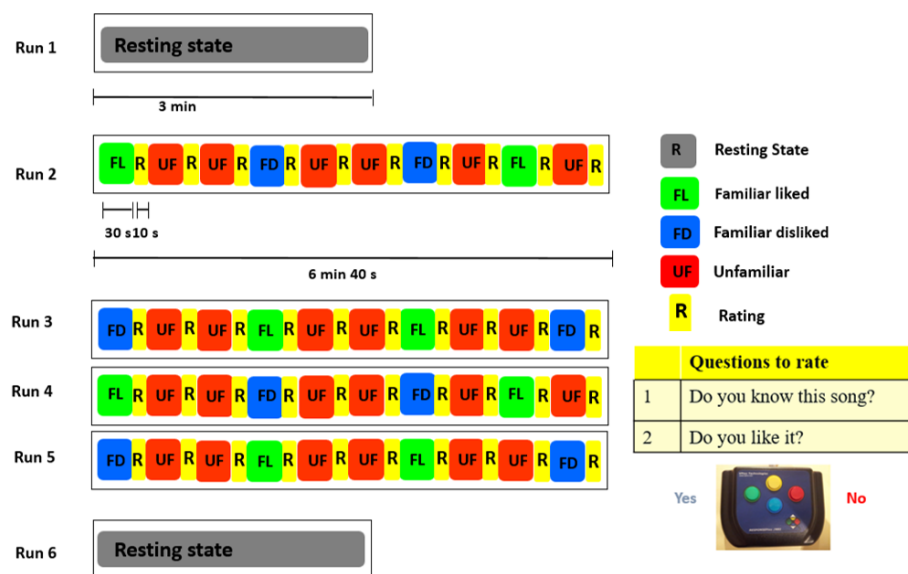 Run 1
Resting state
3 min
Run 2
FL R UF R UF R FD R UF R UF R FD R UF R FL R UF R
30 s 10 s
6 min 40 s
Run 3
FD R UF R UF R FL R UF R UF R FL R UF R UF R FD R
Run 4
FL R UF R UF R FD R UF R UF R FD R UF R FL R UF R
Run 5
FD R UF R UF R FL R UF R UF R FL R UF R UF R FD R
Run 6
Resting state
R Resting State
FL Familiar liked
FD Familiar disliked
UF Unfamiliar
R Rating
Questions to rate
1 Do you know this song?
2 Do you like it?
Yes No